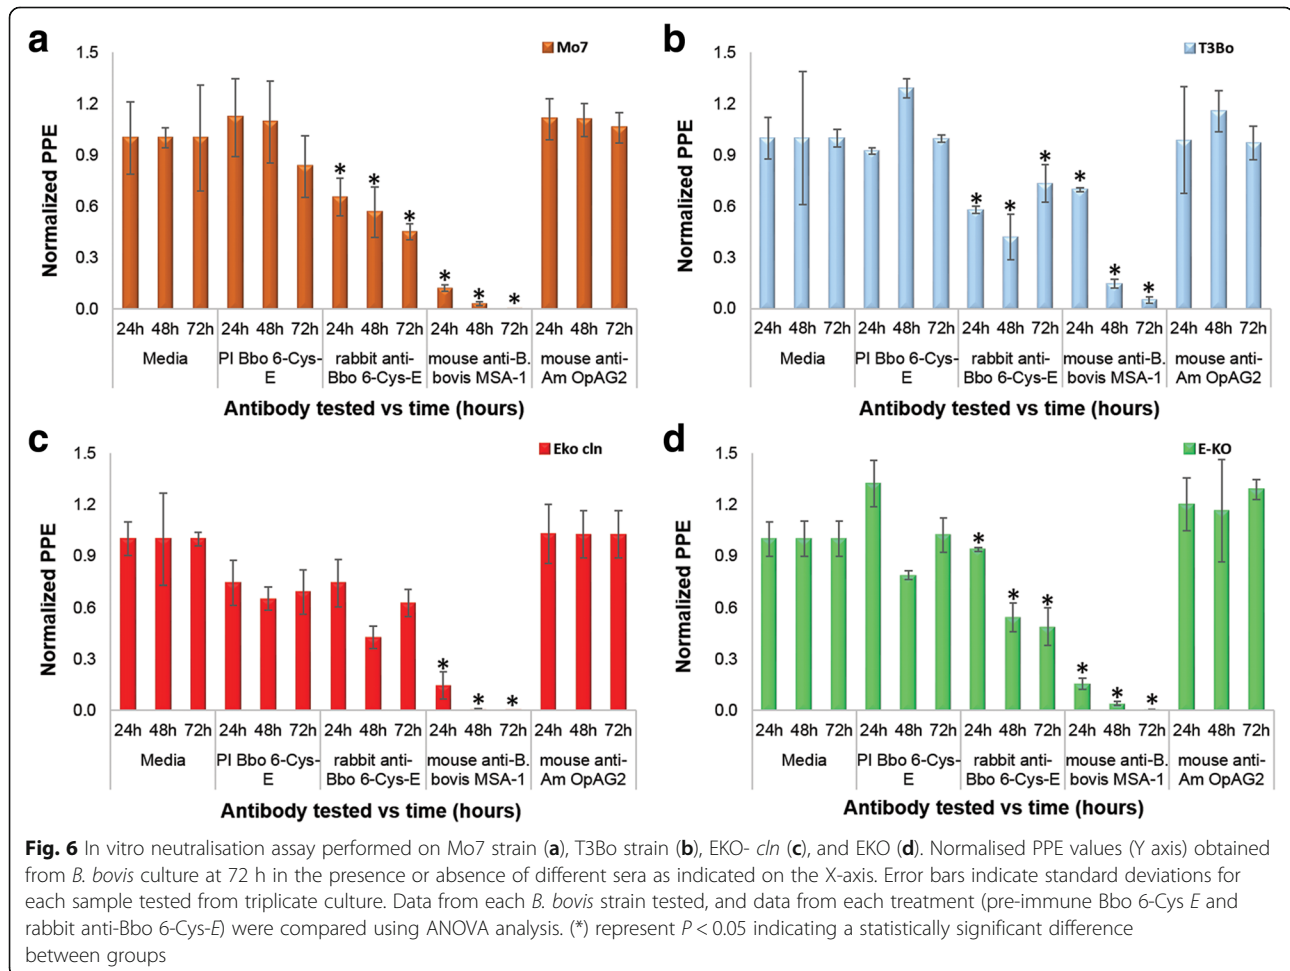 a
Mo7
Normalized PPE
1.5
1.2
0.9
0.6
0.3
0.0
* * * * * *
24h 48h 72h 24h 48h 72h 24h 48h 72h 24h 48h 72h 24h 48h 72h
Media PI Bbo 6-Cys- rabbit anti- mouse anti-B. mouse anti-
E Bbo 6-Cys-E bovis MSA-1 Am OpAG2
Antibody tested vs time (hours)
b
T3Bo
Normalized PPE
1.5
1.2
0.9
0.6
0.3
0.0
* * * * * *
24h 48h 72h 24h 48h 72h 24h 48h 72h 24h 48h 72h 24h 48h 72h
Media PI Bbo 6-Cys- rabbit anti- mouse anti-B. mouse anti-
E Bbo 6-Cys-E bovis MSA-1 Am OpAG2
Antibody tested vs time (hours)
c
Eko cln
Normalized PPE
1.5
1.2
0.9
0.6
0.3
0.0
* * *
24h 48h 72h 24h 48h 72h 24h 48h 72h 24h 48h 72h 24h 48h 72h
Media PI Bbo 6-Cys- rabbit anti- mouse anti-B. mouse anti-
E Bbo 6-Cys-E bovis MSA-1 Am OpAG2
Antibody tested vs time (hours)
d
E-KO
Normalized PPE
1.5
1.2
0.9
0.6
0.3
0.0
* * * * * *
24h 48h 72h 24h 48h 72h 24h 48h 72h 24h 48h 72h 24h 48h 72h
Media PI Bbo 6-Cys- rabbit anti- mouse anti-B. mouse anti-
E Bbo 6-Cys-E bovis MSA-1 Am OpAG2
Antibody tested vs time (hours)
Fig. 6 In vitro neutralisation assay performed on Mo7 strain (a), T3Bo strain (b), EKO- cln (c), and EKO (d). Normalised PPE values (Y axis) obtained
from B. bovis culture at 72 h in the presence or absence of different sera as indicated on the X-axis. Error bars indicate standard deviations for
each sample tested from triplicate culture. Data from each B. bovis strain tested, and data from each treatment (pre-immune Bbo 6-Cys E and
rabbit anti-Bbo 6-Cys-E) were compared using ANOVA analysis. (*) represent P < 0.05 indicating a statistically significant difference
between groups